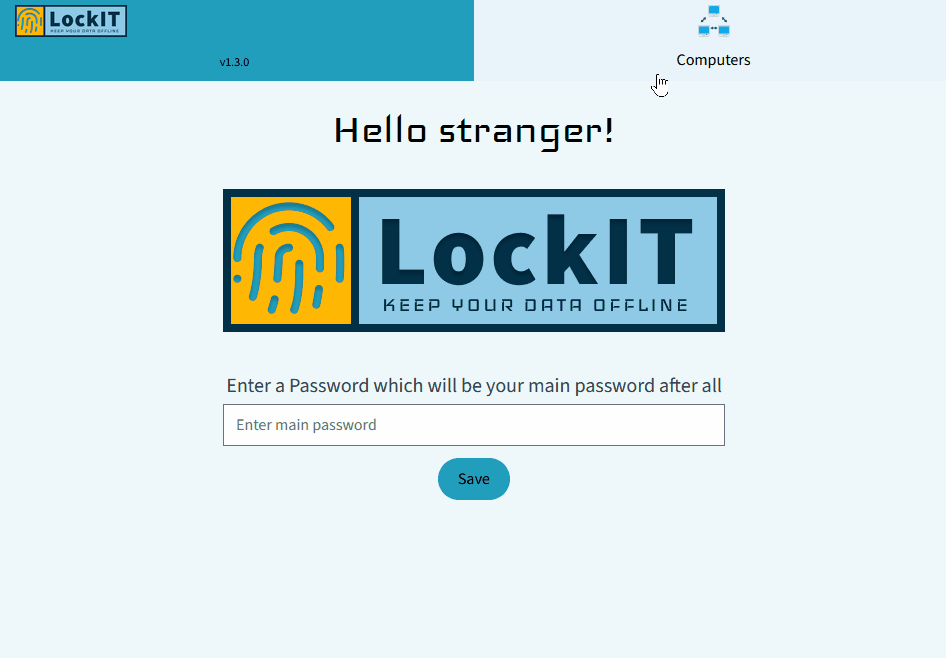 LockIT
KEEP YOUR DATA OFFLINE
v1.3.0
Computers
Hello stranger!
LockIT
KEEP YOUR DATA OFFLINE
Enter a Password which will be your main password after all
Enter main password
Save